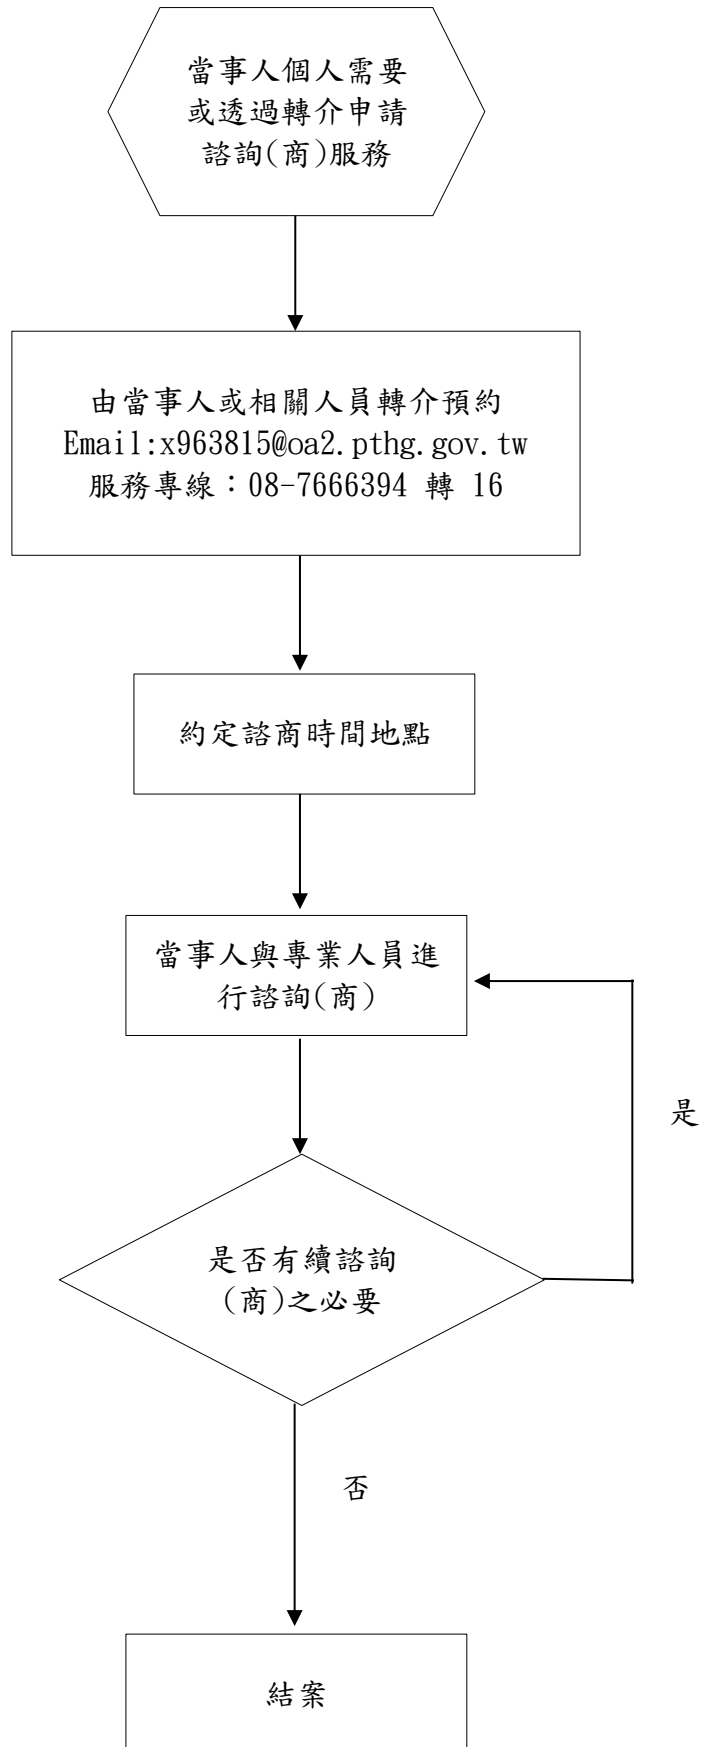 當事人個人需要
或透過轉介申請
諮詢(商)服務
由當事人或相關人員轉介預約
Email:x963815@oa2.pthg.gov.tw
服務專線：08-7666394 轉 16
約定諮商時間地點
當事人與專業人員進
行諮詢(商)
是
是否有續諮詢
(商)之必要
否
結案